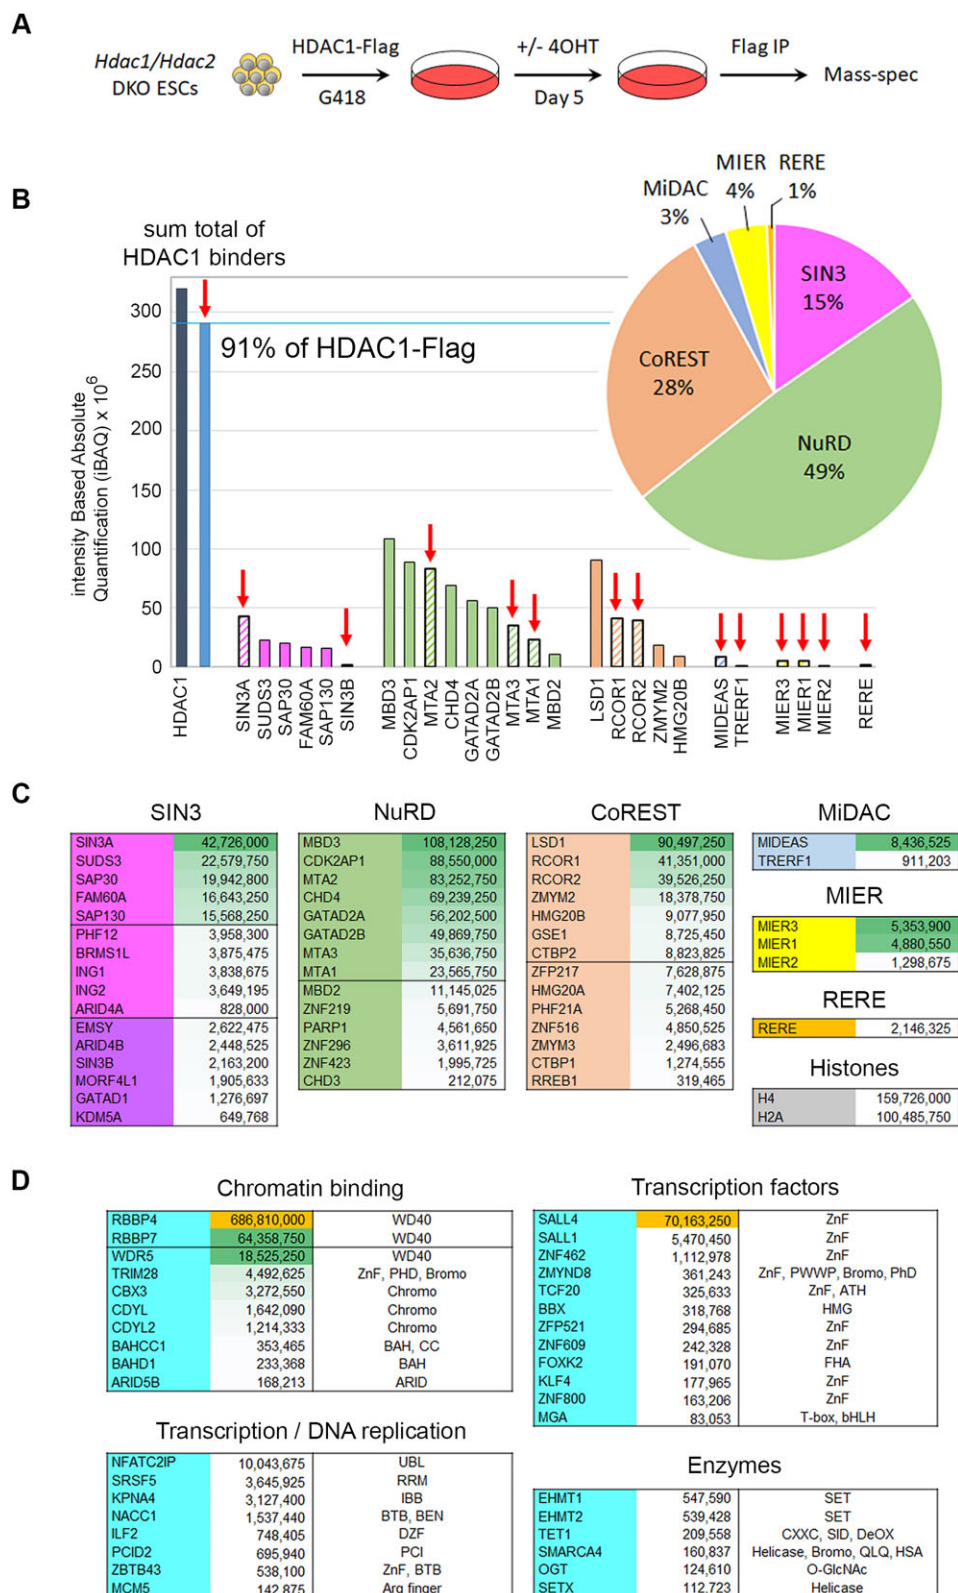 A
Hdac1/Hdac2
DKO ESCs
HDAC1-Flag
G418
+/- 4OHT
Day 5
Flag IP
Mass-spec
B
sum total of
HDAC1 binders
91% of HDAC1-Flag
intensity Based Absolute
Quantification (iBAQ) x 10^6
300
250
200
150
100
50
0
HDAC1
SIN3A
SUDS3
SAP30
FAM60A
SAP130
SIN3B
MBD3
CDK2AP1
MTA2
CHD4
GATAD2A
GATAD2B
MTA3
MTA1
MBD2
LSD1
RCOR1
RCOR2
ZMYM2
HMG20B
MIDEAS
TRERF1
MIER3
MIER1
MIER2
RERE
MiDAC
3%
MIER
4%
RERE
1%
SIN3
15%
CoREST
28%
NuRD
49%
C
SIN3
SIN3A 42,726,000
SUDS3 22,579,750
SAP30 19,942,800
FAM60A 16,643,250
SAP130 15,568,250
PHF12 3,958,300
BRMS1L 3,875,475
ING1 3,838,675
ING2 3,649,195
ARID4A 828,000
EMSY 2,622,475
ARID4B 2,448,525
SIN3B 2,163,200
MORF4L1 1,905,633
GATAD1 1,276,697
KDM5A 649,768
NuRD
MBD3 108,128,250
CDK2AP1 88,550,000
MTA2 83,252,750
CHD4 69,239,250
GATAD2A 56,202,500
GATAD2B 49,869,750
MTA3 35,636,750
MTA1 23,565,750
MBD2 11,145,025
ZNF219 5,691,750
PARP1 4,561,650
ZNF296 3,611,925
ZNF423 1,995,725
CHD3 212,075
CoREST
LSD1 90,497,250
RCOR1 41,351,000
RCOR2 39,526,250
ZMYM2 18,378,750
HMG20B 9,077,950
GSE1 8,725,450
CTBP2 8,823,825
ZFP217 7,628,875
HMG20A 7,402,125
PHF21A 5,268,450
ZNF516 4,850,525
ZMYM3 2,496,683
CTBP1 1,274,555
RREB1 319,465
MiDAC
MIDEAS 8,436,525
TRERF1 911,203
MIER
MIER3 5,353,900
MIER1 4,880,550
MIER2 1,298,675
RERE
RERE 2,146,325
Histones
H4 159,726,000
H2A 100,485,750
D
Chromatin binding
RBBP4 686,810,000 WD40
RBBP7 64,358,750 WD40
WDR5 18,525,250 WD40
TRIM28 4,492,625 ZnF, PHD, Bromo
CBX3 3,272,550 Chromo
CDYL 1,642,090 Chromo
CDYL2 1,214,333 Chromo
BAHCC1 353,465 BAH, CC
BAHD1 233,368 BAH
ARID5B 168,213 ARID
Transcription factors
SALL4 70,163,250 ZnF
SALL1 5,470,450 ZnF
ZNF462 1,112,978 ZnF
ZMYND8 361,243 ZnF, PWWP, Bromo, PhD
TCF20 325,633 ZnF, ATH
BBX 318,768 HMG
ZFP521 294,685 ZnF
ZNF609 242,328 ZnF
FOXK2 191,070 FHA
KLF4 177,965 ZnF
ZNF800 163,206 ZnF
MGA 83,053 T-box, bHLH
Transcription / DNA replication
NFATC2IP 10,043,675 UBL
SRSF5 3,645,925 RRM
KPNA4 3,127,400 IBB
NACC1 1,537,440 BTB, BEN
ILF2 748,405 DZF
PCID2 695,940 PCI
ZBTB43 538,100 ZnF, BTB
MCM5 142,875 Arg finger
Enzymes
EHMT1 547,590 SET
EHMT2 539,428 SET
TET1 209,558 CXXC, SID, DeOX
SMARCA4 160,837 Helicase, Bromo, QLQ, HSA
OGT 124,610 O-GlcNAc
SETX 112,723 Helicase